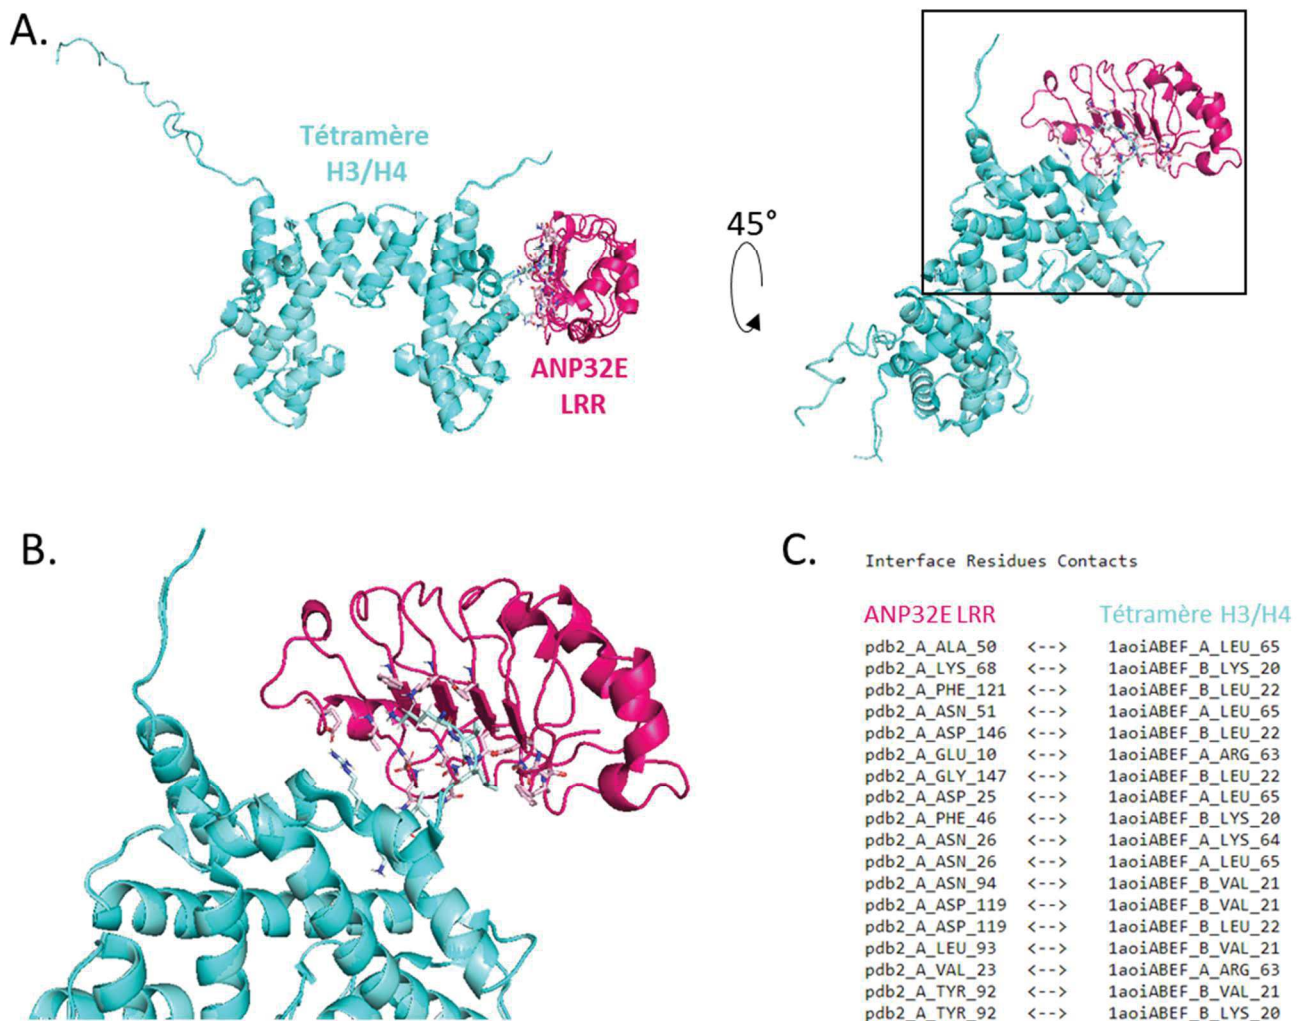 A.
Tétramère
H3/H4
ANP32E
LRR
45°
B.
C.
Interface Residues Contacts
ANP32E LRR Tétramère H3/H4
pdb2_A_ALA_50 <--> 1aoiABEF_A_LEU_65
pdb2_A_LYS_68 <--> 1aoiABEF_B_LYS_20
pdb2_A_PHE_121 <--> 1aoiABEF_B_LEU_22
pdb2_A_ASN_51 <--> 1aoiABEF_A_LEU_65
pdb2_A_ASP_146 <--> 1aoiABEF_B_LEU_22
pdb2_A_GLU_10 <--> 1aoiABEF_A_ARG_63
pdb2_A_GLY_147 <--> 1aoiABEF_B_LEU_22
pdb2_A_ASP_25 <--> 1aoiABEF_A_LEU_65
pdb2_A_PHE_46 <--> 1aoiABEF_B_LYS_20
pdb2_A_ASN_26 <--> 1aoiABEF_A_LYS_64
pdb2_A_ASN_26 <--> 1aoiABEF_A_LEU_65
pdb2_A_ASN_94 <--> 1aoiABEF_B_VAL_21
pdb2_A_ASP_119 <--> 1aoiABEF_B_VAL_21
pdb2_A_ASP_119 <--> 1aoiABEF_B_LEU_22
pdb2_A_LEU_93 <--> 1aoiABEF_B_VAL_21
pdb2_A_VAL_23 <--> 1aoiABEF_A_ARG_63
pdb2_A_TYR_92 <--> 1aoiABEF_B_VAL_21
pdb2_A_TYR_92 <--> 1aoiABEF_B_LYS_20